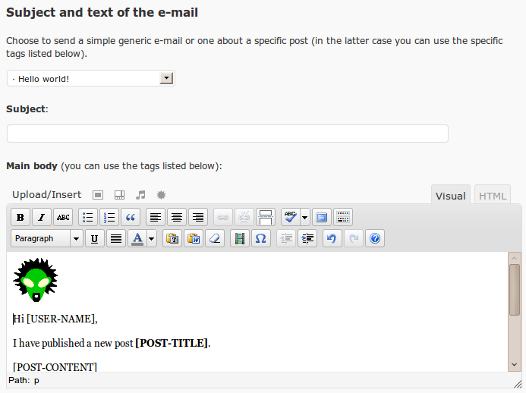 Subject and text of the e-mail
Choose to send a simple generic e-mail or one about a specific post (in the latter case you can use the specific
tags listed below).
- Hello world!
Subject:
Main body (you can use the tags listed below):
Upload/Insert Visual HTML
B I ABC ABC
Paragraph U A T W Ω ?
Hi [USER-NAME],
I have published a new post [POST-TITLE].
[POST-CONTENT]
Path: p